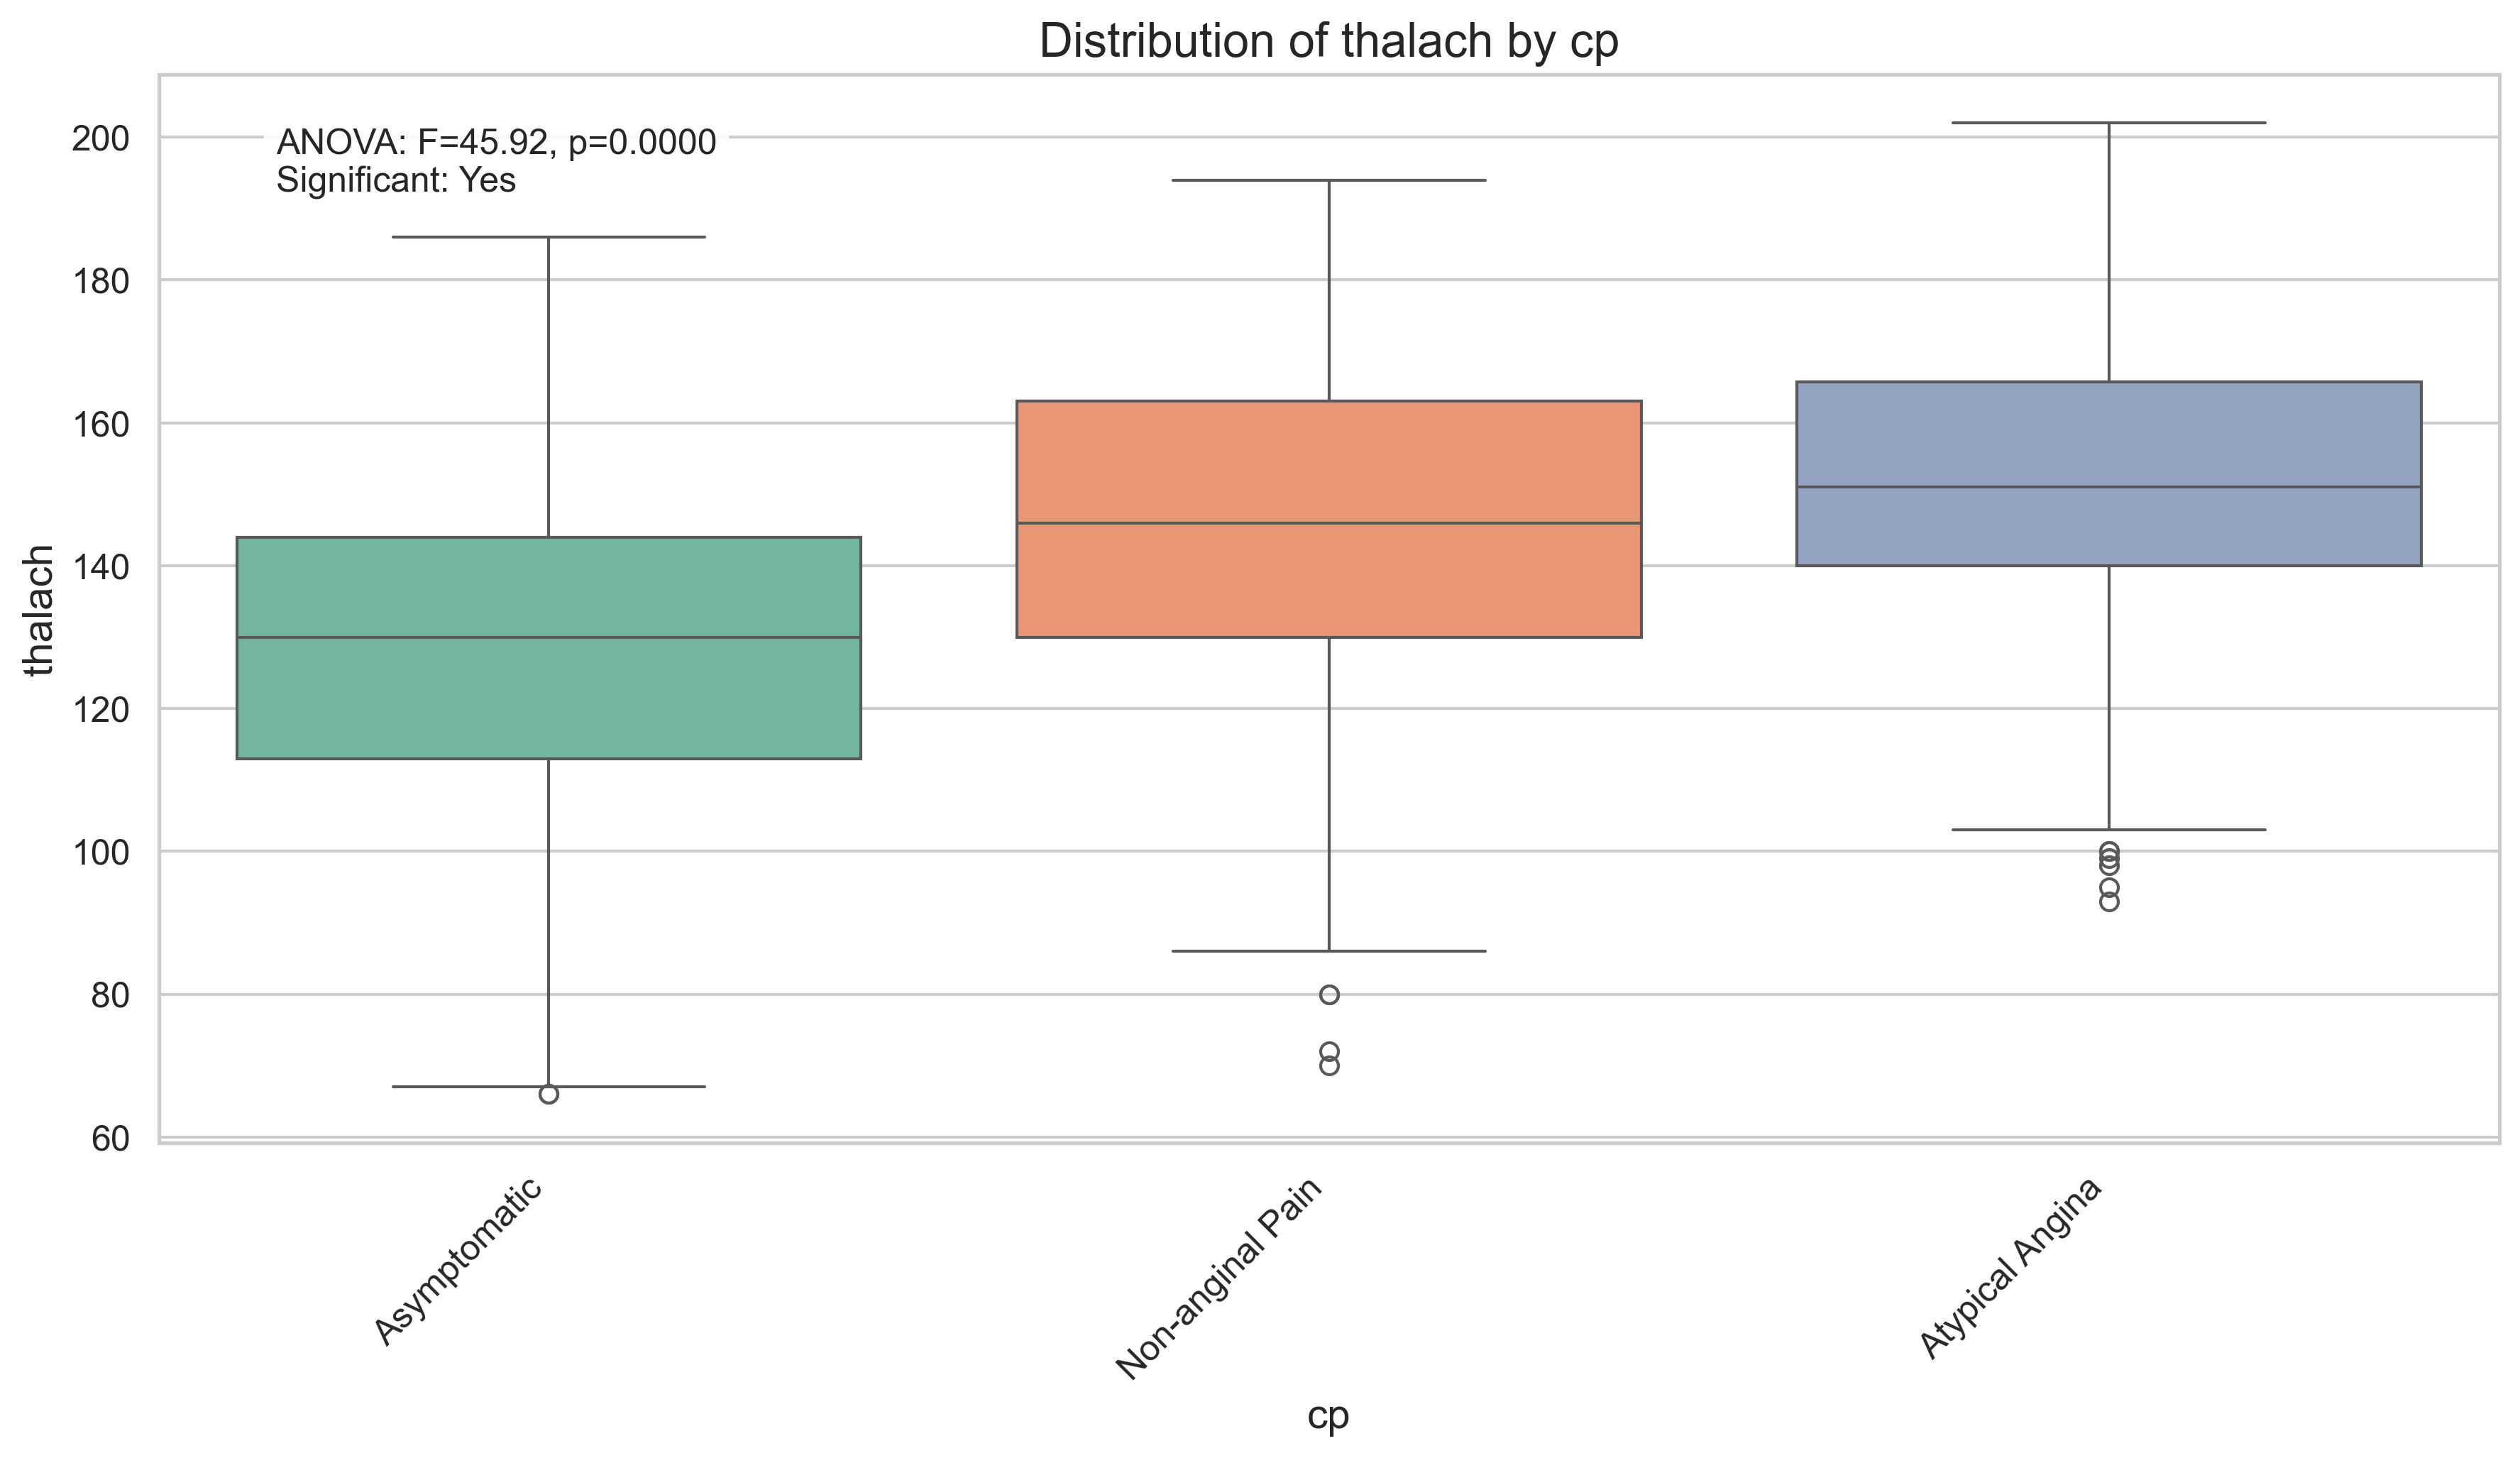 Distribution of thalach by cp
ANOVA: F=45.92, p=0.0000
Significant: Yes
200
180
160
140
120
100
80
60
thalach
Asymptomatic
Non-anginal Pain
Atypical Angina
cp